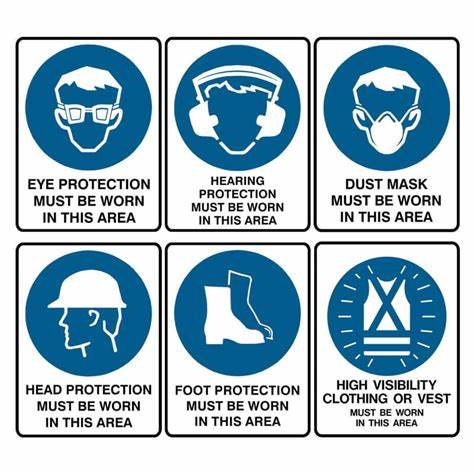 EYE PROTECTION
MUST BE WORN
IN THIS AREA
HEARING
PROTECTION
MUST BE WORN
IN THIS AREA
DUST MASK
MUST BE WORN
IN THIS AREA
HEAD PROTECTION
MUST BE WORN
IN THIS AREA
FOOT PROTECTION
MUST BE WORN
IN THIS AREA
HIGH VISIBILITY
CLOTHING OR VEST
MUST BE WORN
IN THIS AREA